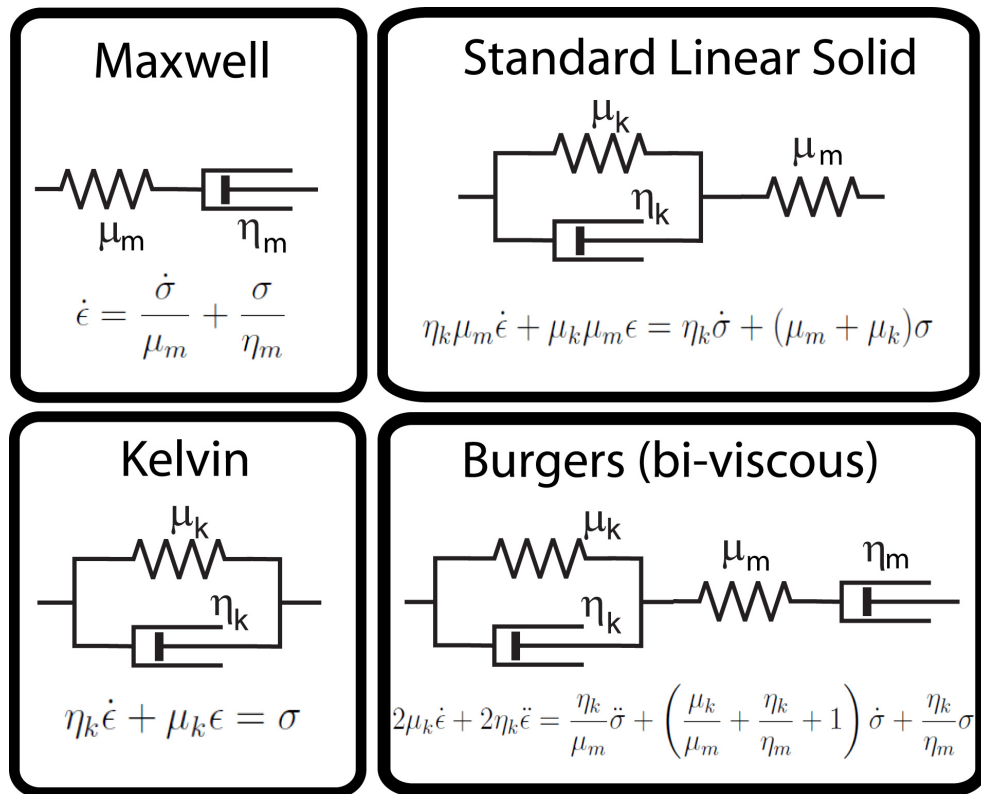 Maxwell
μm
ηm
ε̇ = σ̇/μm + σ/ηm
Standard Linear Solid
μk
μm
ηk
ηkμmε̇ + μkμmε = ηkσ̇ + (μm + μk)σ
Kelvin
μk
ηk
ηkε̇ + μkε = σ
Burgers (bi-viscous)
μk
μm
ηm
ηk
2μkε̇ + 2ηkε̈ = ηk/μm σ̈ + (μk/μm + ηk/ηm + 1) σ̇ + ηk/ηm σ